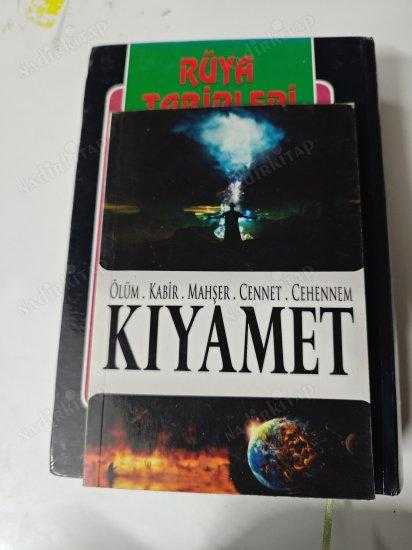 RÜYA
TABİRLERİ
ÖLÜM . KABİR . MAHŞER . CENNET . CEHENNEM
KIYAMET